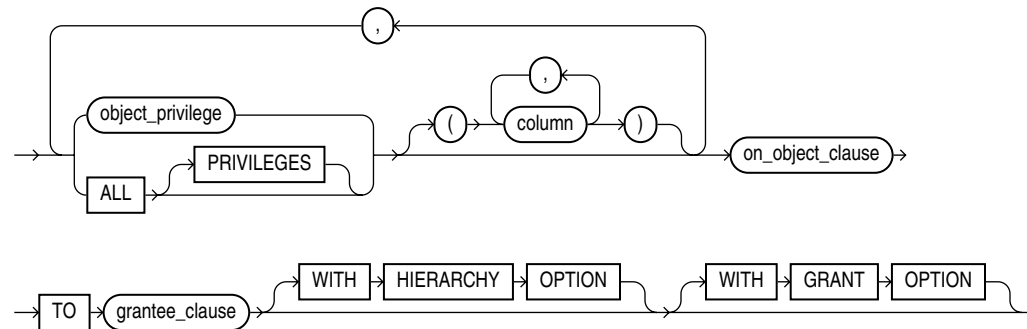 ,
,
object_privilege
( column )
PRIVILEGES
on_object_clause
ALL
WITH HIERARCHY OPTION WITH GRANT OPTION
TO grantee_clause